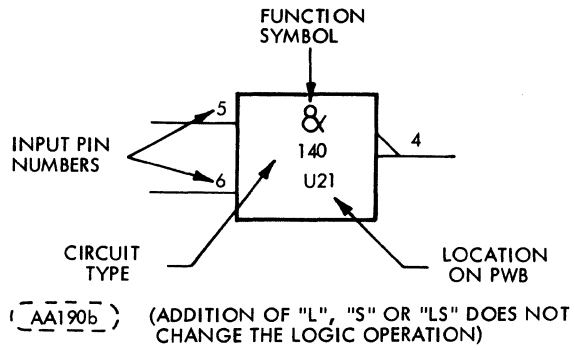 FUNCTION
SYMBOL
5
&
4
INPUT PIN
NUMBERS
140
6
U21
CIRCUIT
TYPE
LOCATION
ON PWB
AA190b
(ADDITION OF "L", "S" OR "LS" DOES NOT
CHANGE THE LOGIC OPERATION)